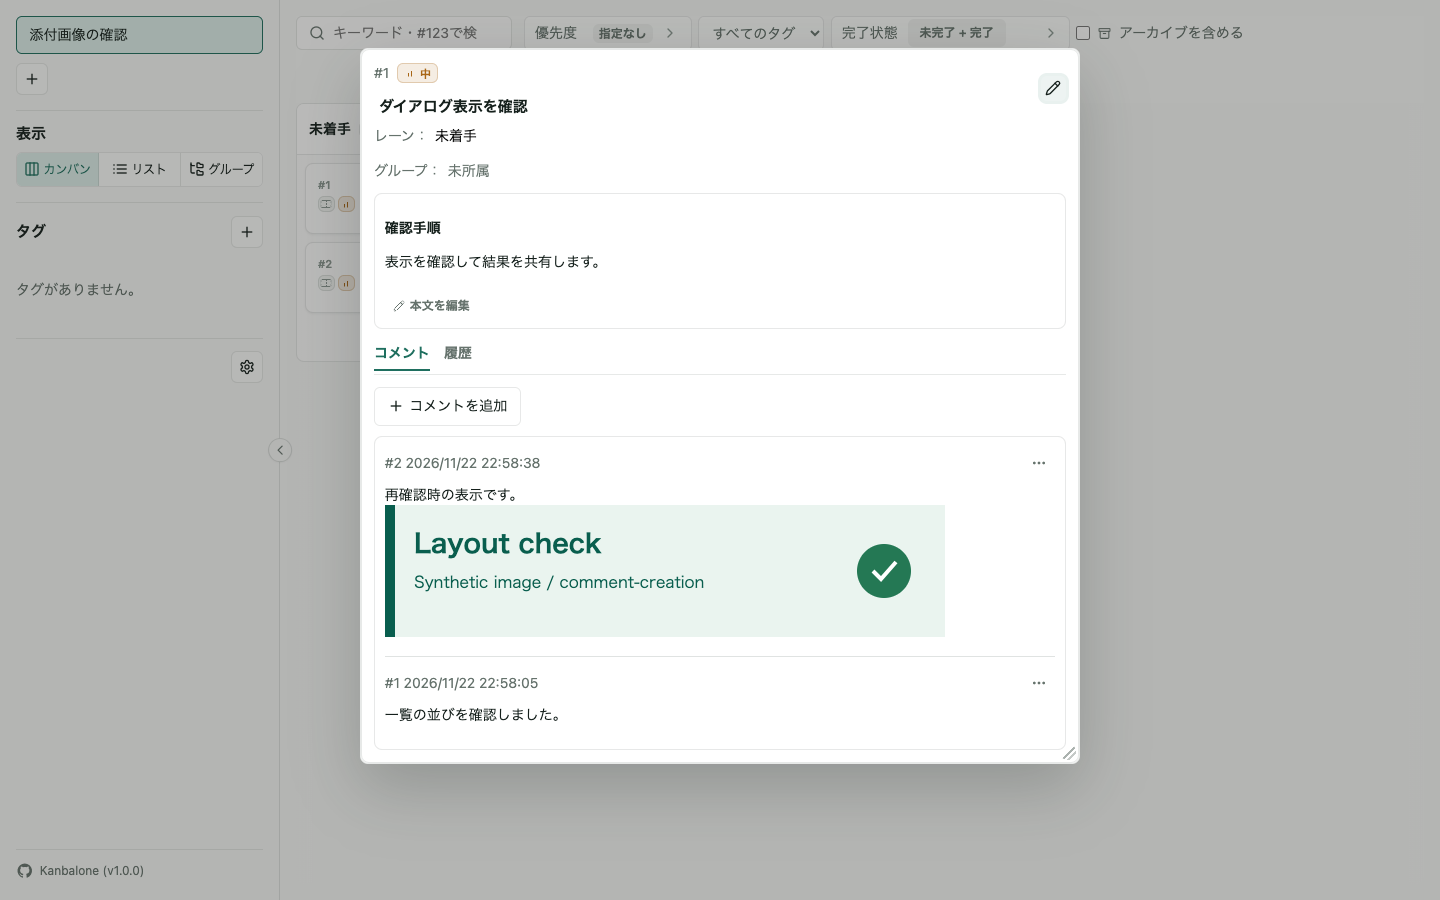 添付画像の確認
表示
カンバン リスト グループ
タグ
タグがありません。
Kanbalone (v1.0.0)
キーワード・#123で検
優先度 指定なし
すべてのタグ
完了状態 未完了 + 完了
アーカイブを含める
未着手
#1
#2
#1 中
ダイアログ表示を確認
レーン： 未着手
グループ： 未所属
確認手順
表示を確認して結果を共有します。
本文を編集
コメント 履歴
コメントを追加
#2 2026/11/22 22:58:38
再確認時の表示です。
Layout check
Synthetic image / comment-creation
#1 2026/11/22 22:58:05
一覧の並びを確認しました。